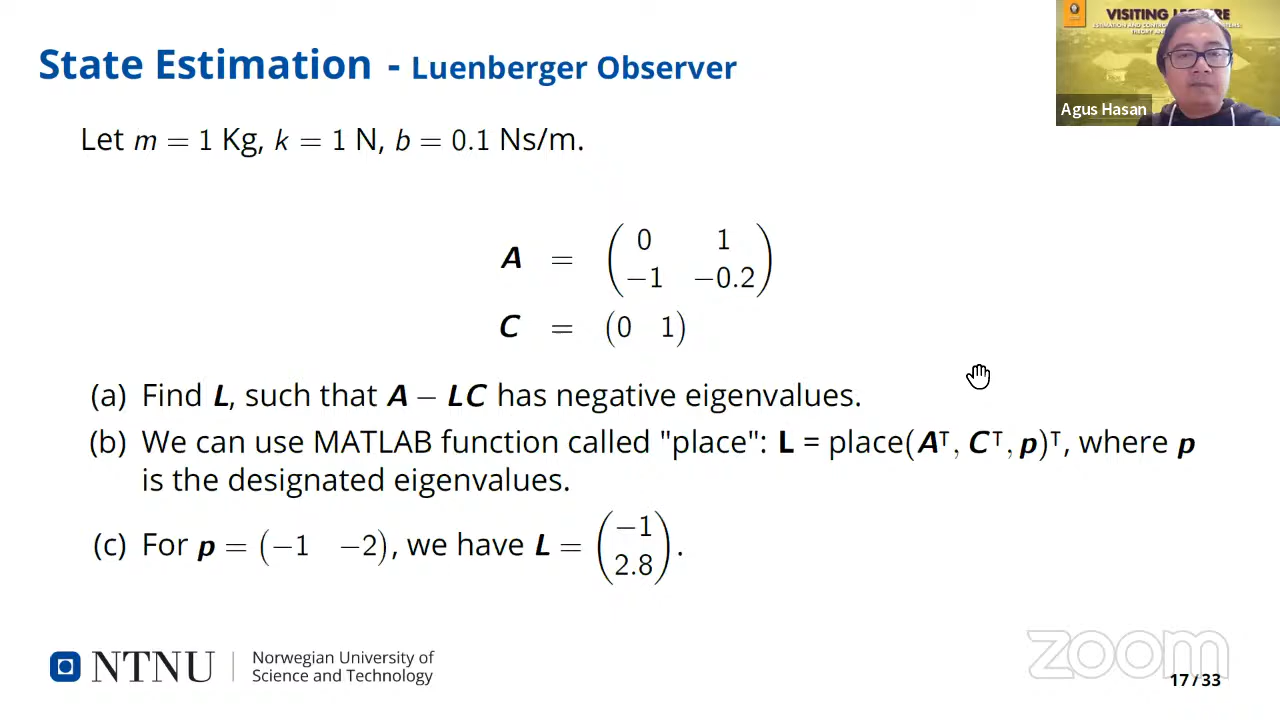 VISITING LECTURE
State Estimation - Luenberger Observer
Agus Hasan
Let m = 1 Kg, k = 1 N, b = 0.1 Ns/m.
A = (0 1
−1 −0.2)
C = (0 1)
(a) Find L, such that A − LC has negative eigenvalues.
(b) We can use MATLAB function called "place": L = place(Aᵀ, Cᵀ, p)ᵀ, where p
is the designated eigenvalues.
(c) For p = (−1 −2), we have L = (−1
2.8).
NTNU
Norwegian University of
Science and Technology
zoom
17/33